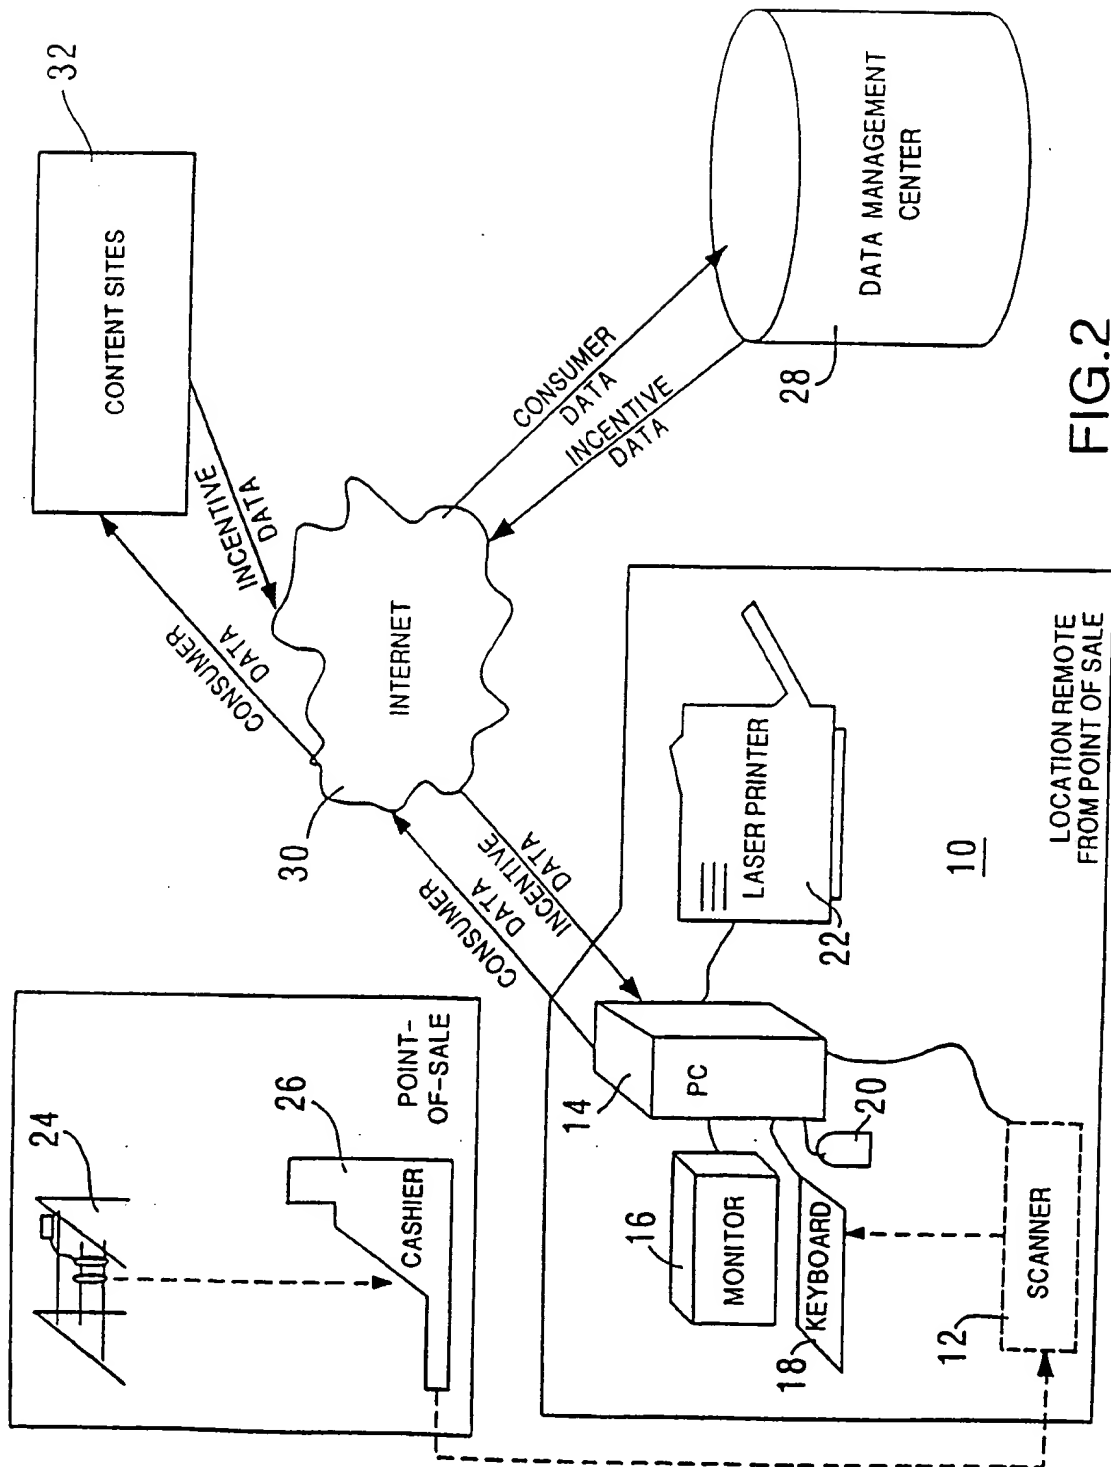 24
26
CASHIER
POINT-
OF-SALE
CONTENT SITES
32
CONSUMER
DATA
INCENTIVE
DATA
30
INTERNET
CONSUMER
DATA
INCENTIVE
DATA
CONSUMER
DATA
INCENTIVE
DATA
28
DATA MANAGEMENT
CENTER
14
PC
16
MONITOR
18
KEYBOARD
20
12
SCANNER
LASER PRINTER
22
10
LOCATION REMOTE
FROM POINT OF SALE
FIG.2